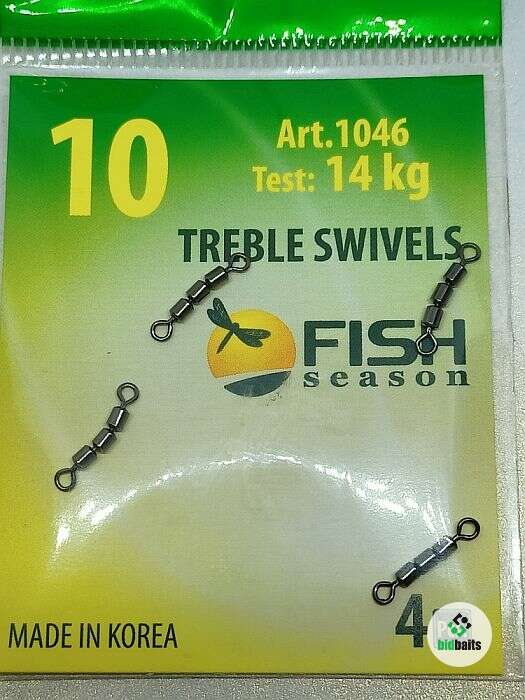 10
Art.1046
Test: 14 kg
TREBLE SWIVELS
FISH
season
MADE IN KOREA
4
bidbaits